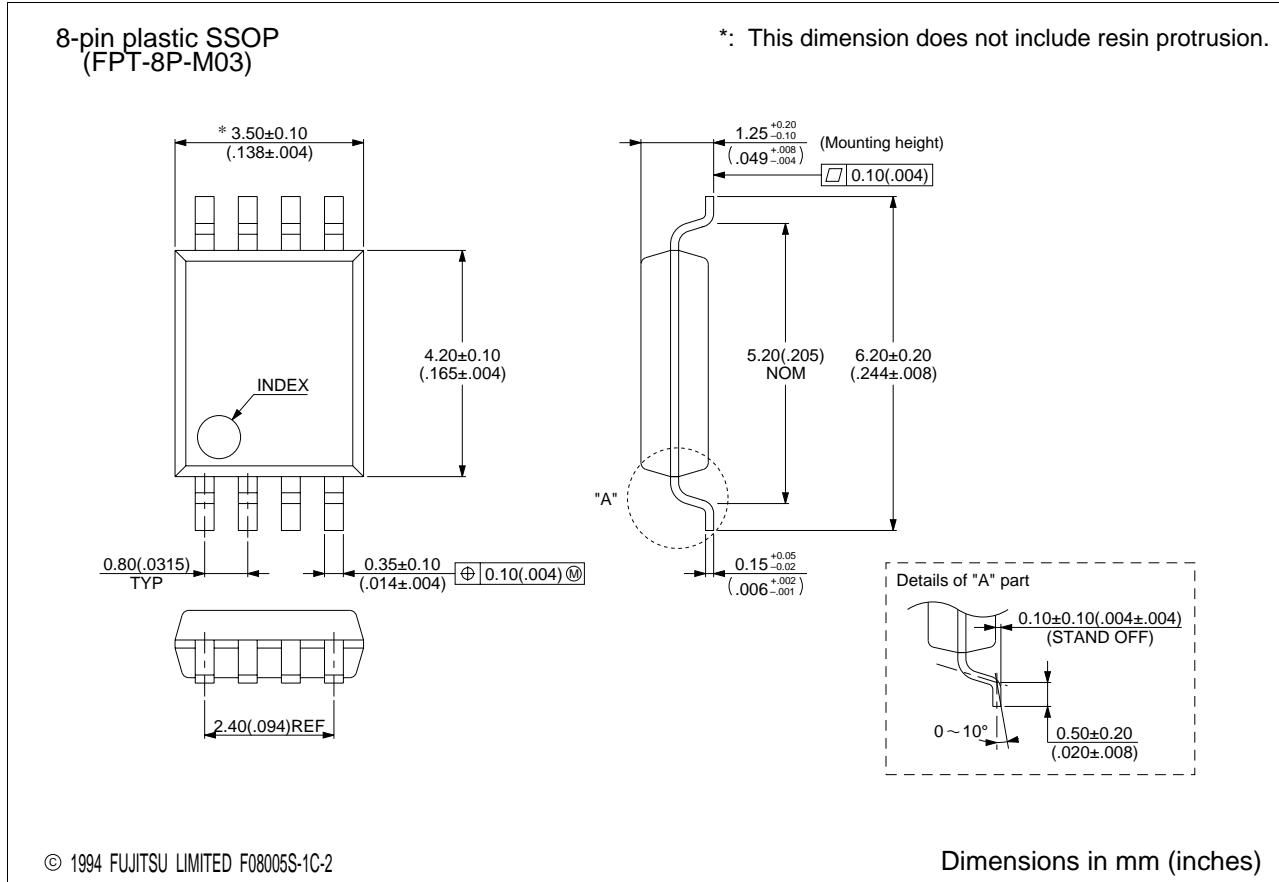 8-pin plastic SSOP
(FPT-8P-M03)
*: This dimension does not include resin protrusion.
* 3.50±0.10
(.138±.004)
1.25 +0.20 −0.10
(.049 +.008 −.004)
(Mounting height)
0.10(.004)
INDEX
4.20±0.10
(.165±.004)
5.20(.205)
NOM
6.20±0.20
(.244±.008)
"A"
0.80(.0315)
TYP
0.35±0.10
(.014±.004)
⌖ 0.10(.004) Ⓜ
0.15 +0.05 −0.02
(.006 +.002 −.001)
Details of "A" part
0.10±0.10(.004±.004)
(STAND OFF)
0～10°
0.50±0.20
(.020±.008)
2.40(.094)REF
© 1994 FUJITSU LIMITED F08005S-1C-2
Dimensions in mm (inches)